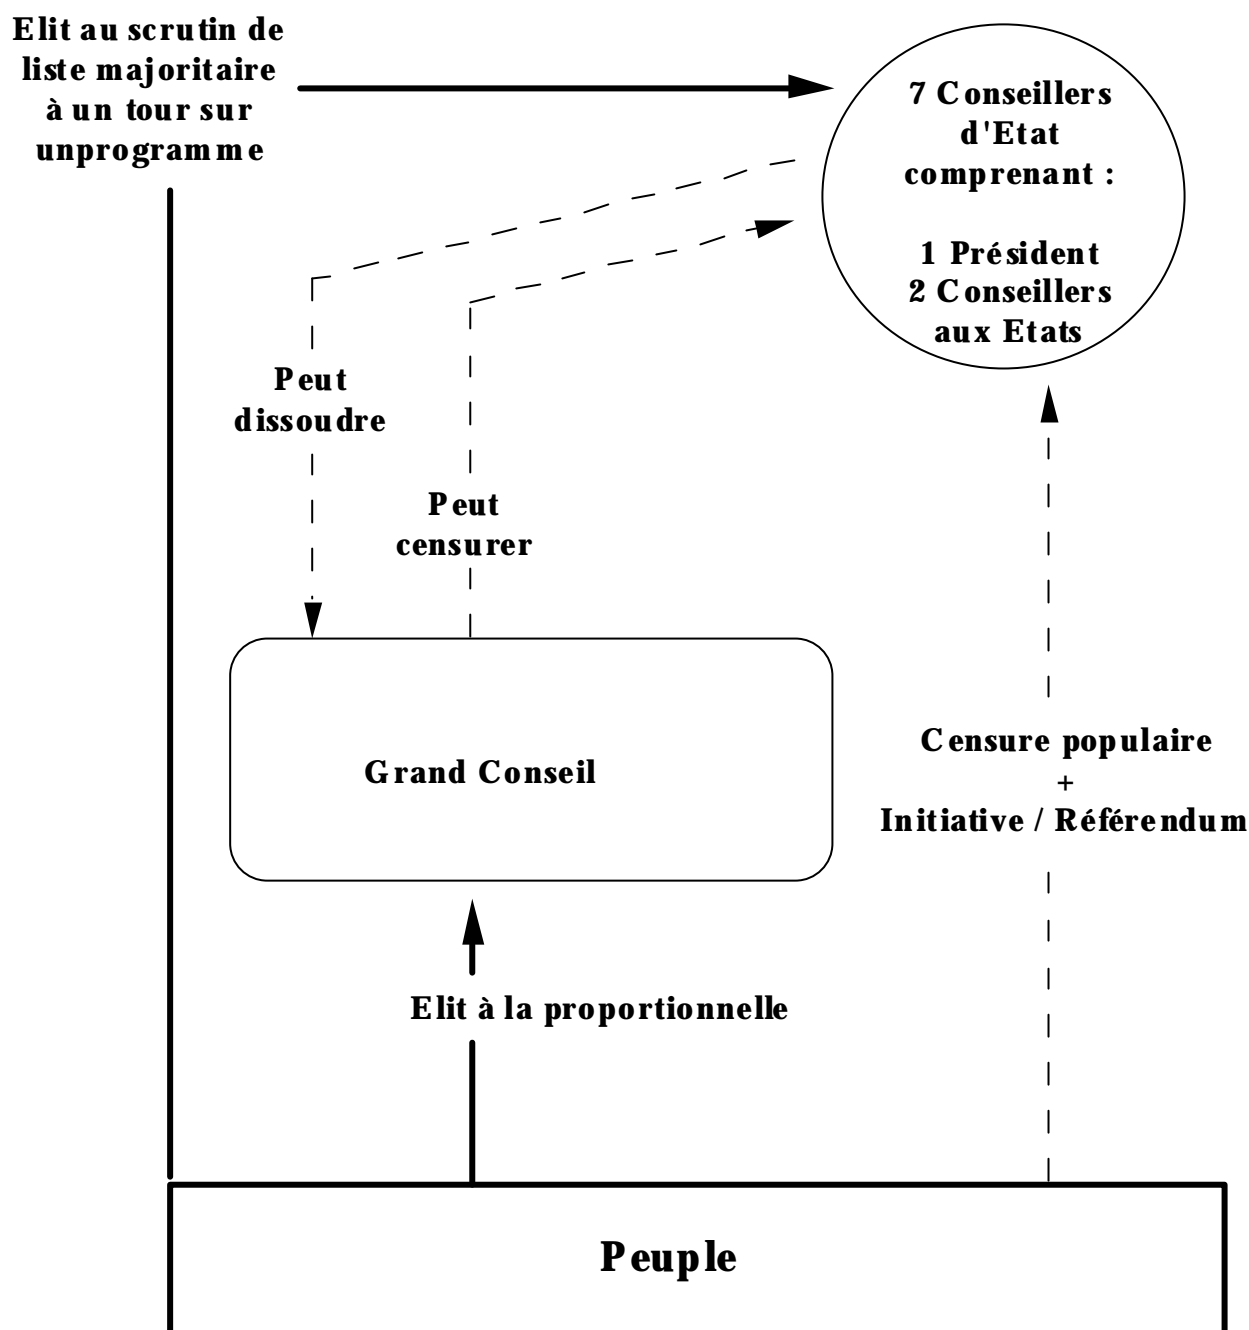 Elit au scrutin de
liste majoritaire
à un tour sur
unprogramme
7 Conseillers
d'Etat
comprenant :
1 Président
2 Conseillers
aux Etats
Peut
dissoudre
Peut
censurer
Grand Conseil
Censure populaire
+
Initiative / Référendum
Elit à la proportionnelle
Peuple